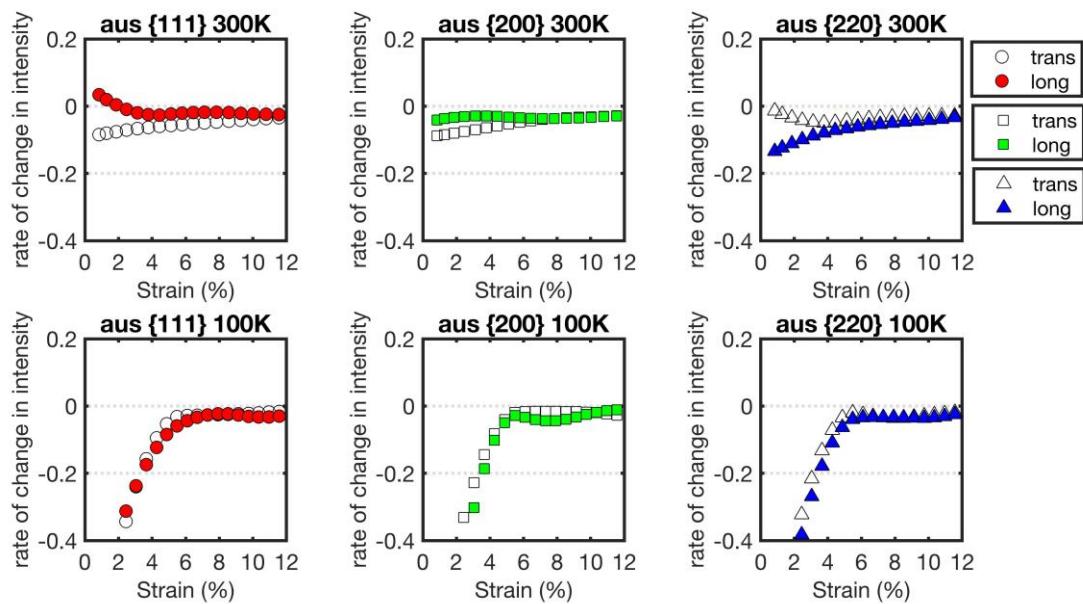 aus {111} 300K
aus {200} 300K
aus {220} 300K
rate of change in intensity
0.2
0
-0.2
-0.4
0 2 4 6 8 10 12
Strain (%)
rate of change in intensity
0.2
0
-0.2
-0.4
0 2 4 6 8 10 12
Strain (%)
rate of change in intensity
0.2
0
-0.2
-0.4
0 2 4 6 8 10 12
Strain (%)
trans
long
trans
long
trans
long
aus {111} 100K
aus {200} 100K
aus {220} 100K
rate of change in intensity
0.2
0
-0.2
-0.4
0 2 4 6 8 10 12
Strain (%)
rate of change in intensity
0.2
0
-0.2
-0.4
0 2 4 6 8 10 12
Strain (%)
rate of change in intensity
0.2
0
-0.2
-0.4
0 2 4 6 8 10 12
Strain (%)